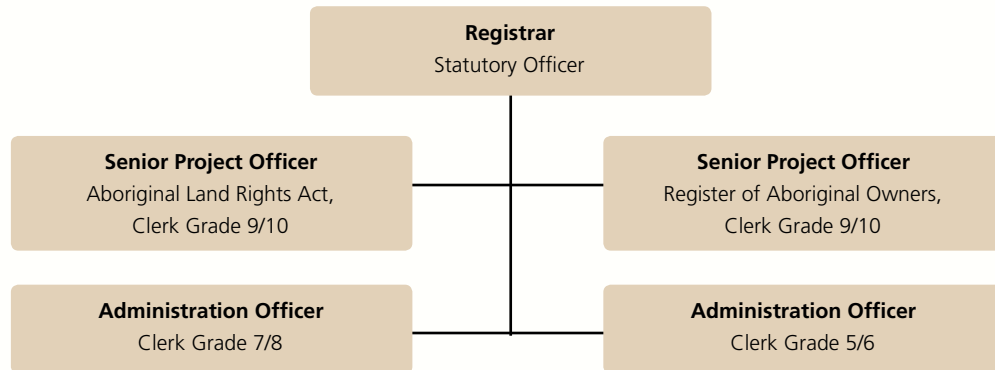 Registrar
Statutory Officer
Senior Project Officer
Aboriginal Land Rights Act,
Clerk Grade 9/10
Senior Project Officer
Register of Aboriginal Owners,
Clerk Grade 9/10
Administration Officer
Clerk Grade 7/8
Administration Officer
Clerk Grade 5/6